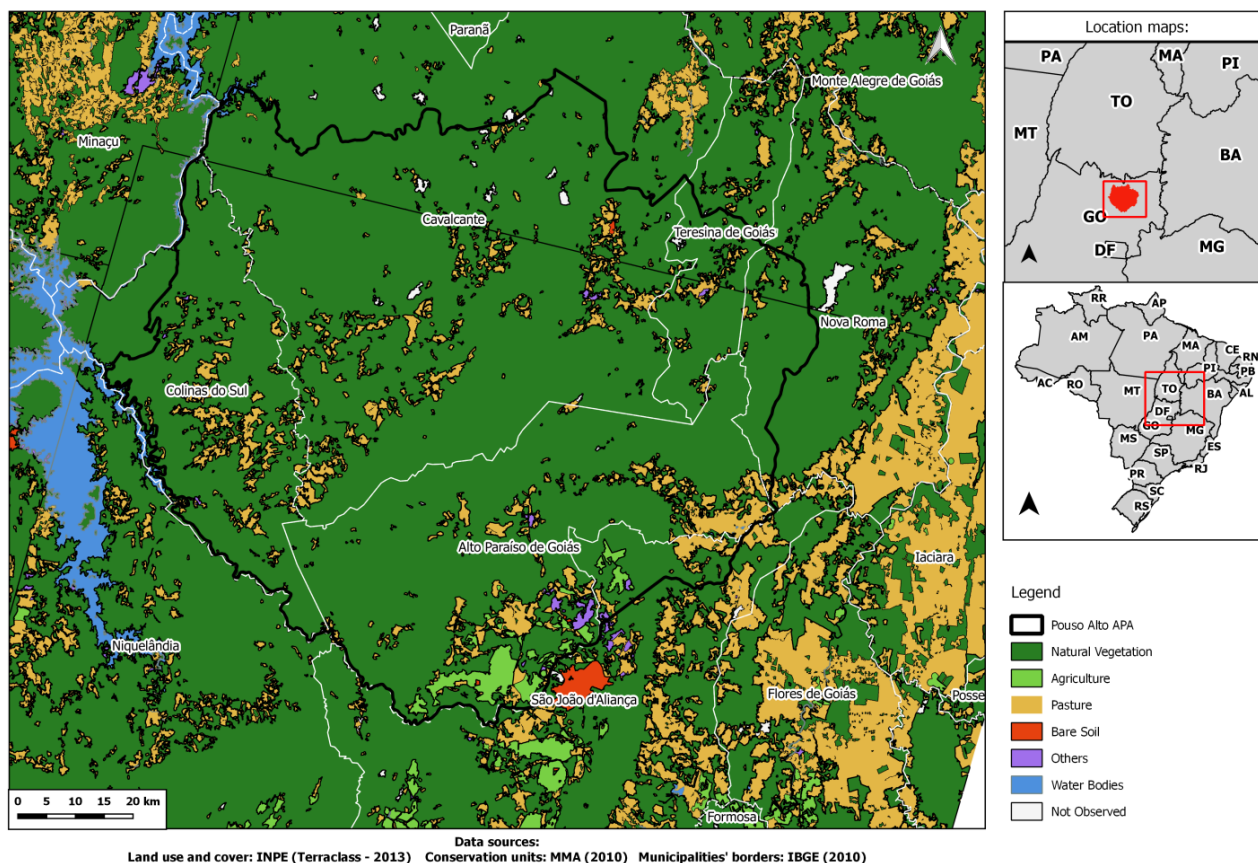 Paranã
Monte Alegre de Goiás
Minaçu
Cavalcante
Teresina de Goiás
Nova Roma
Colinas do Sul
Alto Paraíso de Goiás
Iaciara
Niquelândia
São João d'Aliança
Flores de Goiás
Posse
Formosa
0 5 10 15 20 km
Location maps:
PA
MA
PI
TO
MT
BA
GO
DF
MG
RR
AP
AM
PA
MA
CE
RN
PI
PB
AC
RO
TO
MT
BA
AL
DF
GO
MG
MS
ES
SP
RJ
PR
SC
RS
Legend
Pouso Alto APA
Natural Vegetation
Agriculture
Pasture
Bare Soil
Others
Water Bodies
Not Observed
Data sources:
Land use and cover: INPE (Terraclass - 2013) Conservation units: MMA (2010) Municipalities' borders: IBGE (2010)